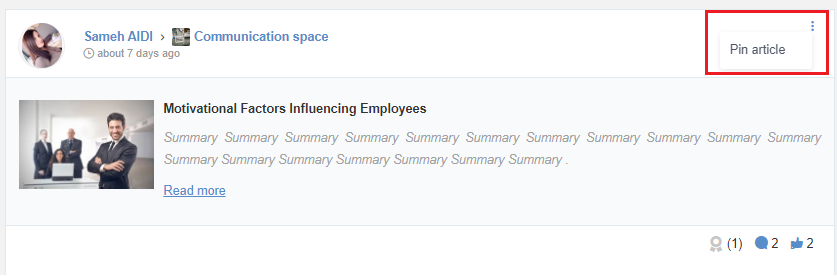 Sameh AIDI > Communication space
about 7 days ago
Pin article
Motivational Factors Influencing Employees
Summary Summary Summary Summary Summary Summary Summary Summary Summary Summary Summary
Summary Summary Summary Summary Summary Summary Summary .
Read more
(1) 2 2